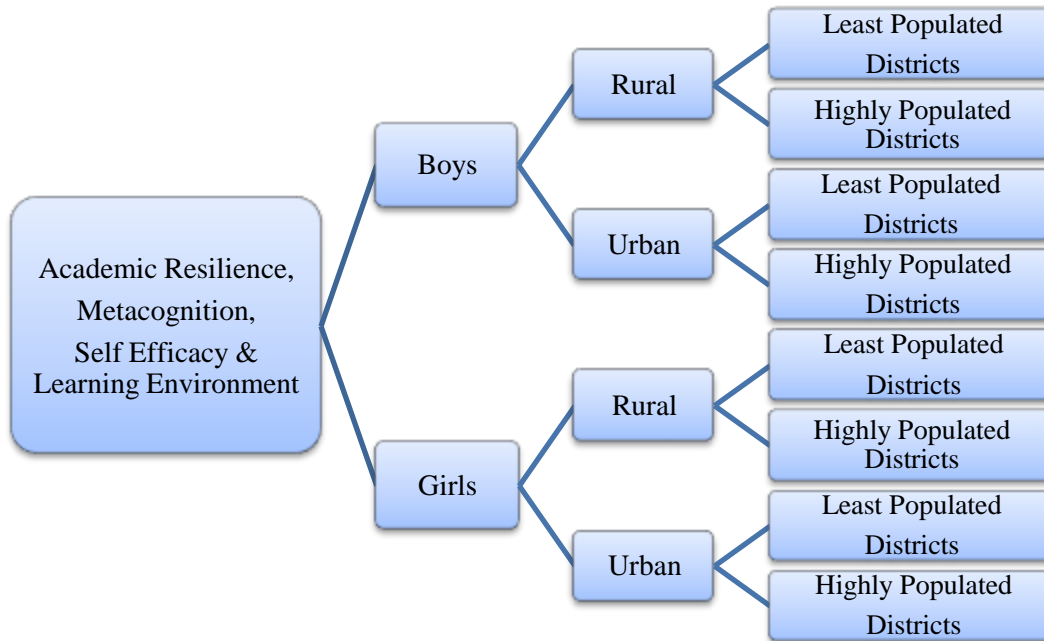 Academic Resilience,
Metacognition,
Self Efficacy &
Learning Environment
Boys
Rural
Least Populated
Districts
Highly Populated
Districts
Urban
Least Populated
Districts
Highly Populated
Districts
Girls
Rural
Least Populated
Districts
Highly Populated
Districts
Urban
Least Populated
Districts
Highly Populated
Districts